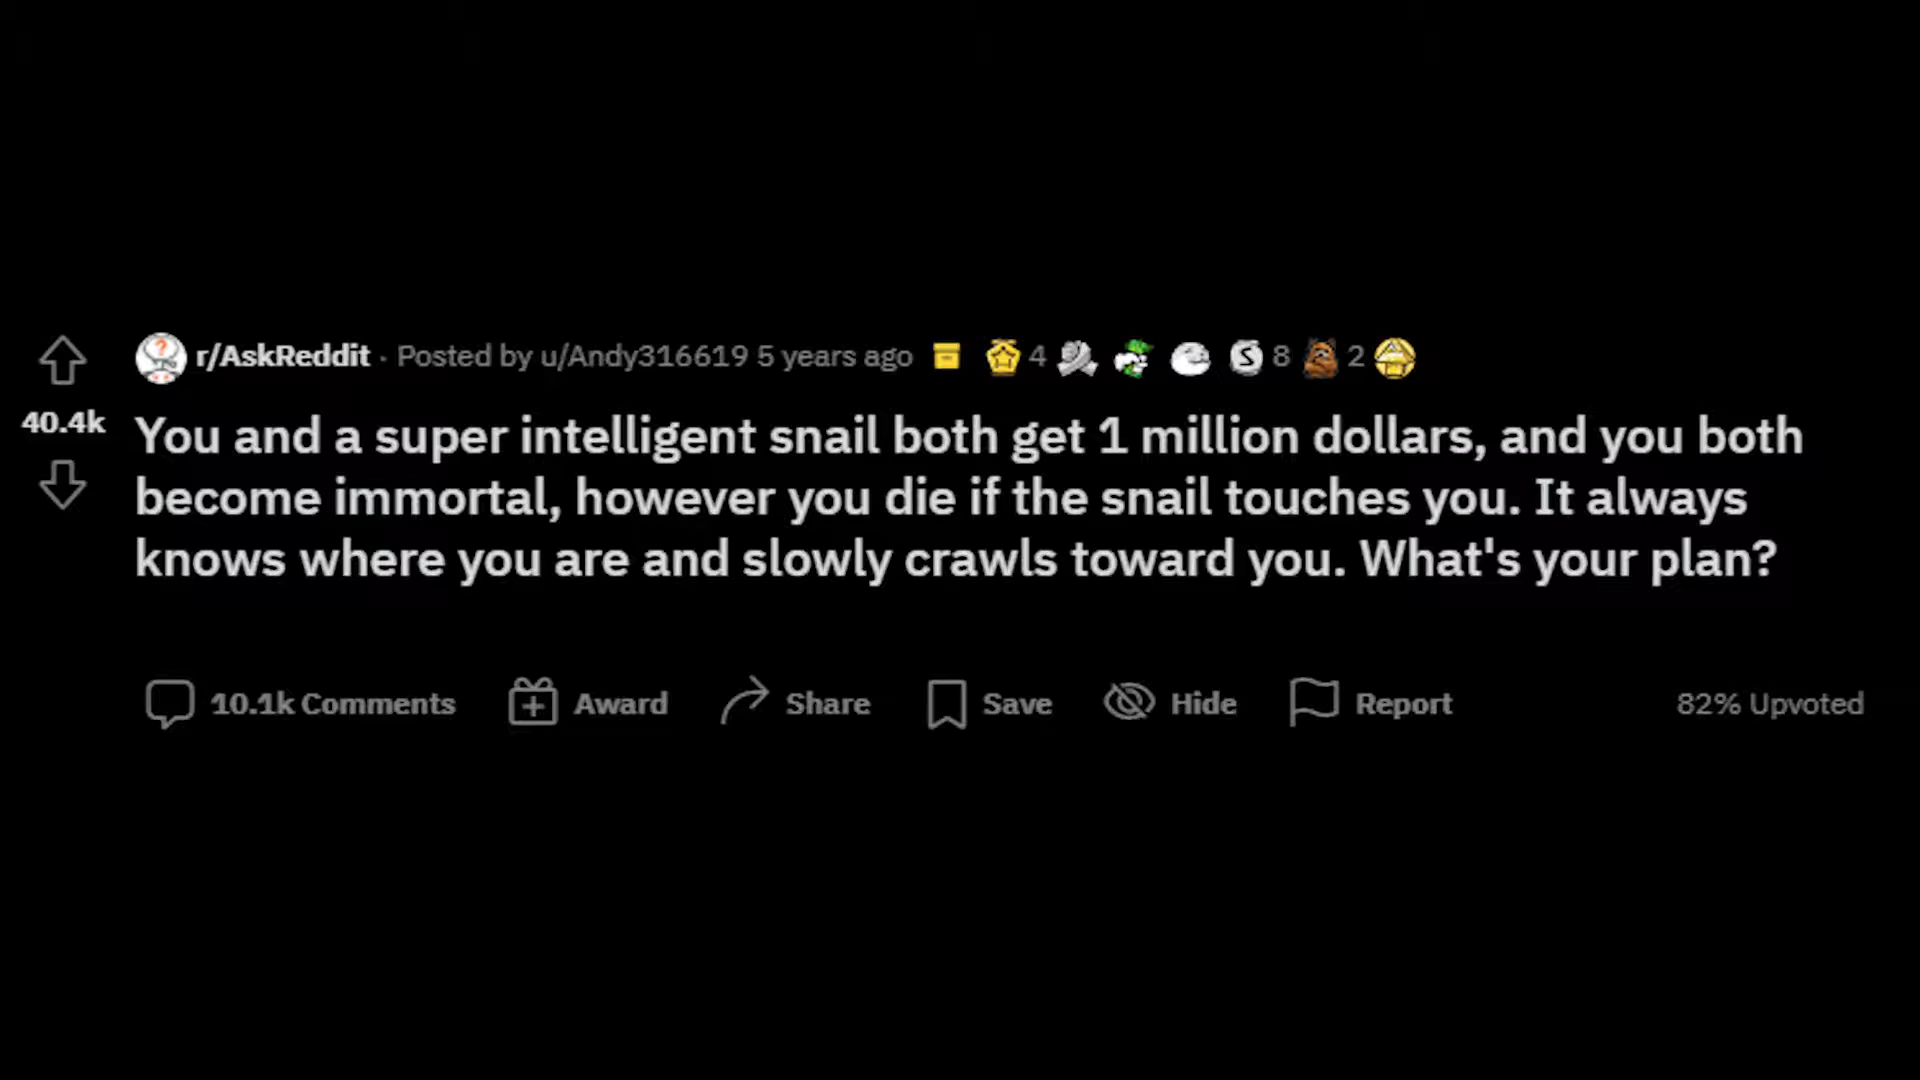 r/AskReddit · Posted by u/Andy316619 5 years ago 4 S 8 2
40.4k
You and a super intelligent snail both get 1 million dollars, and you both
become immortal, however you die if the snail touches you. It always
knows where you are and slowly crawls toward you. What's your plan?
10.1k Comments Award Share Save Hide Report 82% Upvoted